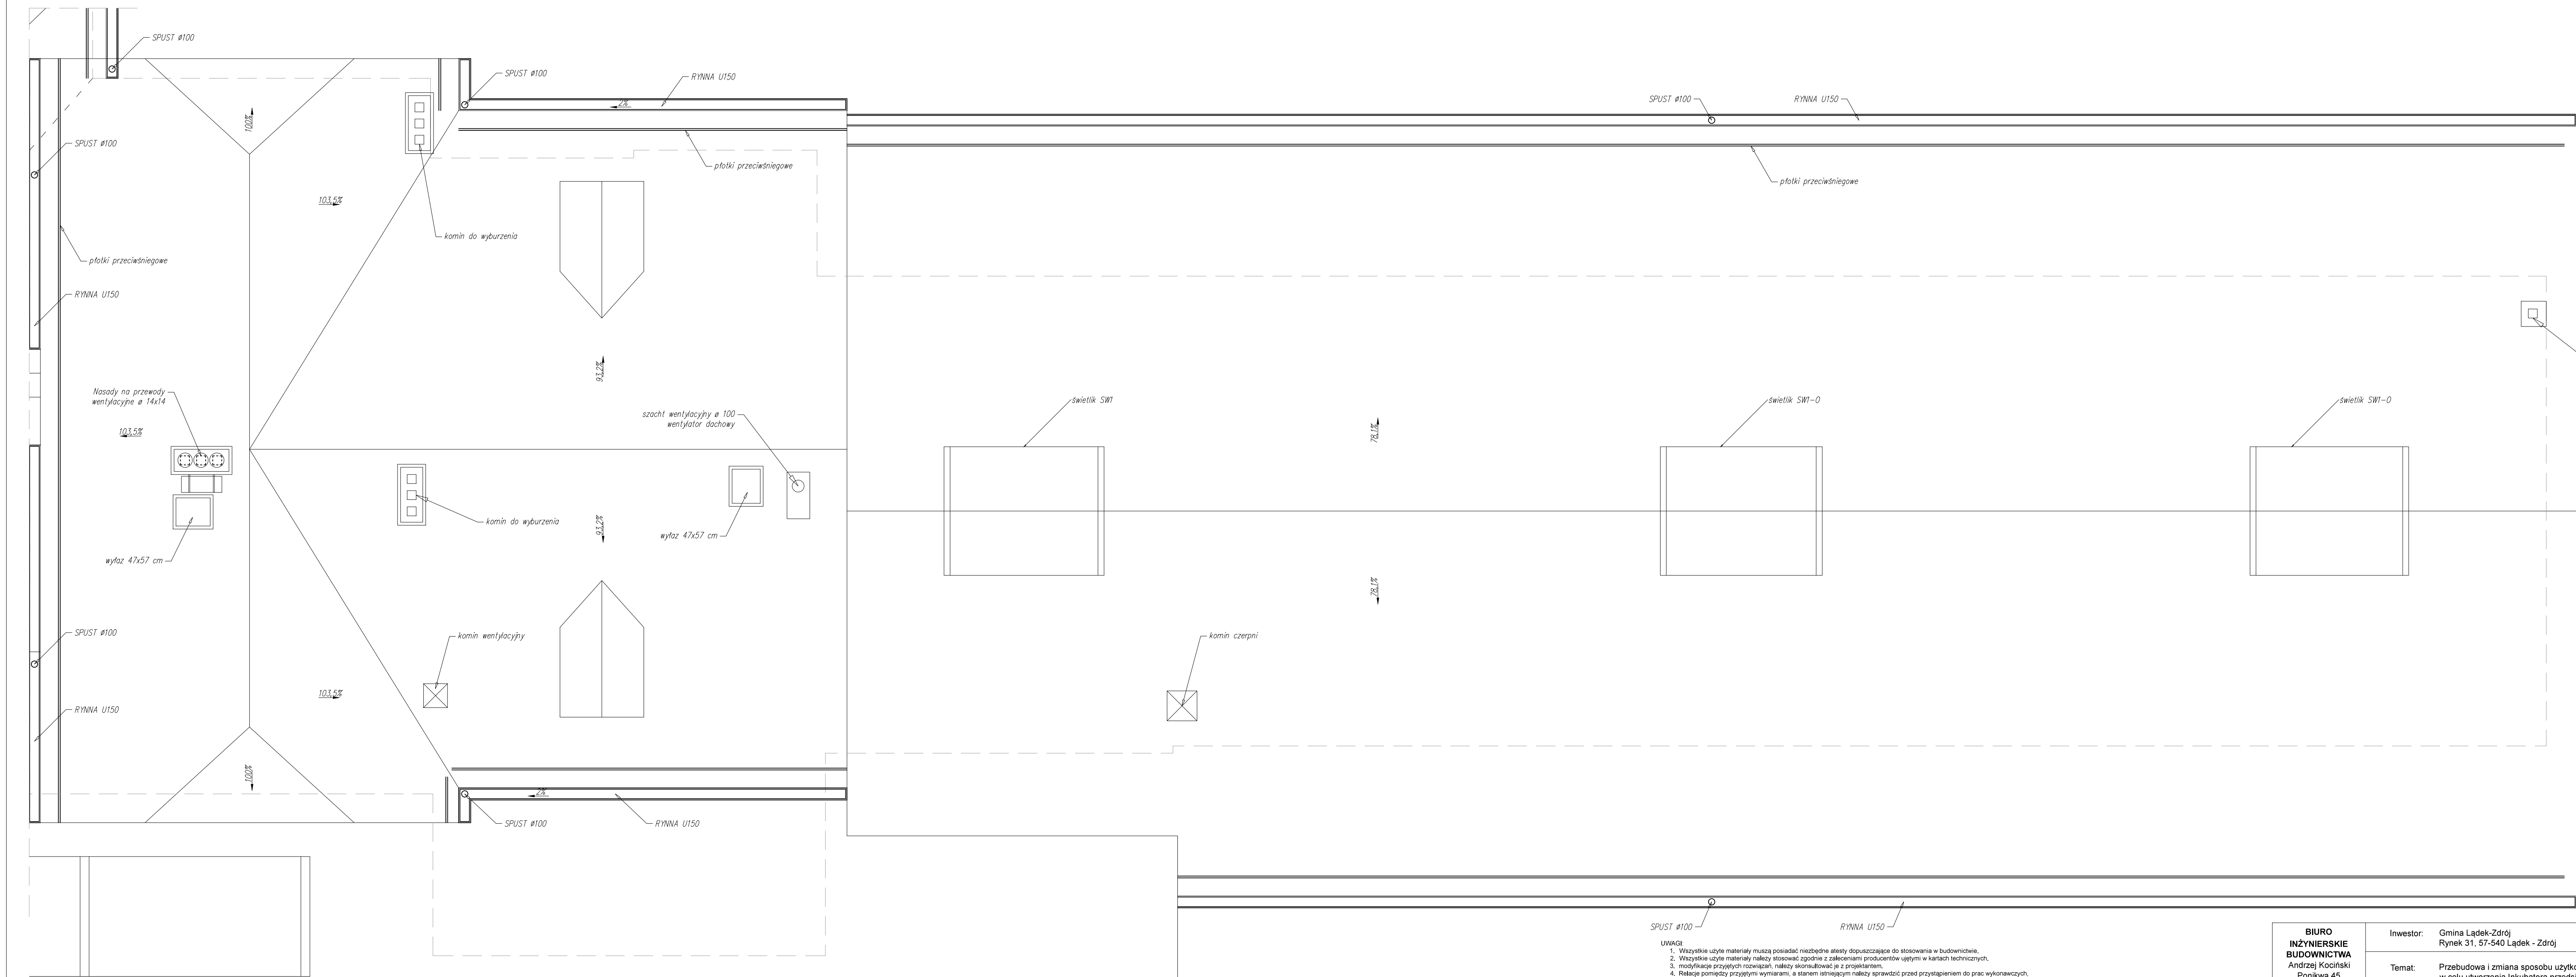 SPUST ø100
SPUST ø100
RYNNA U150
2%
SPUST ø100
RYNNA U150
100%
SPUST ø100
płotki przeciwśniegowe
płotki przeciwśniegowe
103,5%
komin do wyburzenia
płotki przeciwśniegowe
RYNNA U150
93,2%
Nasady na przewody
wentylacyjne ø 14x14
103,5%
szacht wentylacyjny ø 100
wentylator dachowy
świetlik SW1
78,1%
świetlik SW1-O
świetlik SW1-O
komin do wyburzenia
93,2%
wyłaz 47x57 cm
wyłaz 47x57 cm
78,1%
SPUST ø100
komin wentylacyjny
komin czerpni
103,5%
RYNNA U150
100%
2%
SPUST ø100
RYNNA U150
SPUST ø100
RYNNA U150
UWAGI:
1, Wszystkie użyte materiały muszą posiadać niezbędne atesty dopuszczające do stosowania w budownictwie,
2, Wszystkie użyte materiały należy stosować zgodnie z zaleceniami producentów ujętymi w kartach technicznych,
3, modyfikacje przyjętych rozwiązań, należy skonsultować je z projektantem,
4, Relacje pomiędzy przyjętymi wymiarami, a stanem istniejącym należy sprawdzić przed przystąpieniem do prac wykonawczych,
BIURO
INŻYNIERSKIE
BUDOWNICTWA
Andrzej Kociński
Ponikwa 45
Inwestor: Gmina Lądek-Zdrój
Rynek 31, 57-540 Lądek - Zdrój
Temat: Przebudowa i zmiana sposobu użytk
w celu utworzenia Inkubatora przeds